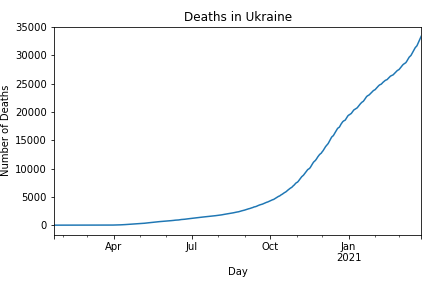 Deaths in Ukraine
Number of Deaths
35000
30000
25000
20000
15000
10000
5000
0
Apr
Jul
Oct
Jan
2021
Day